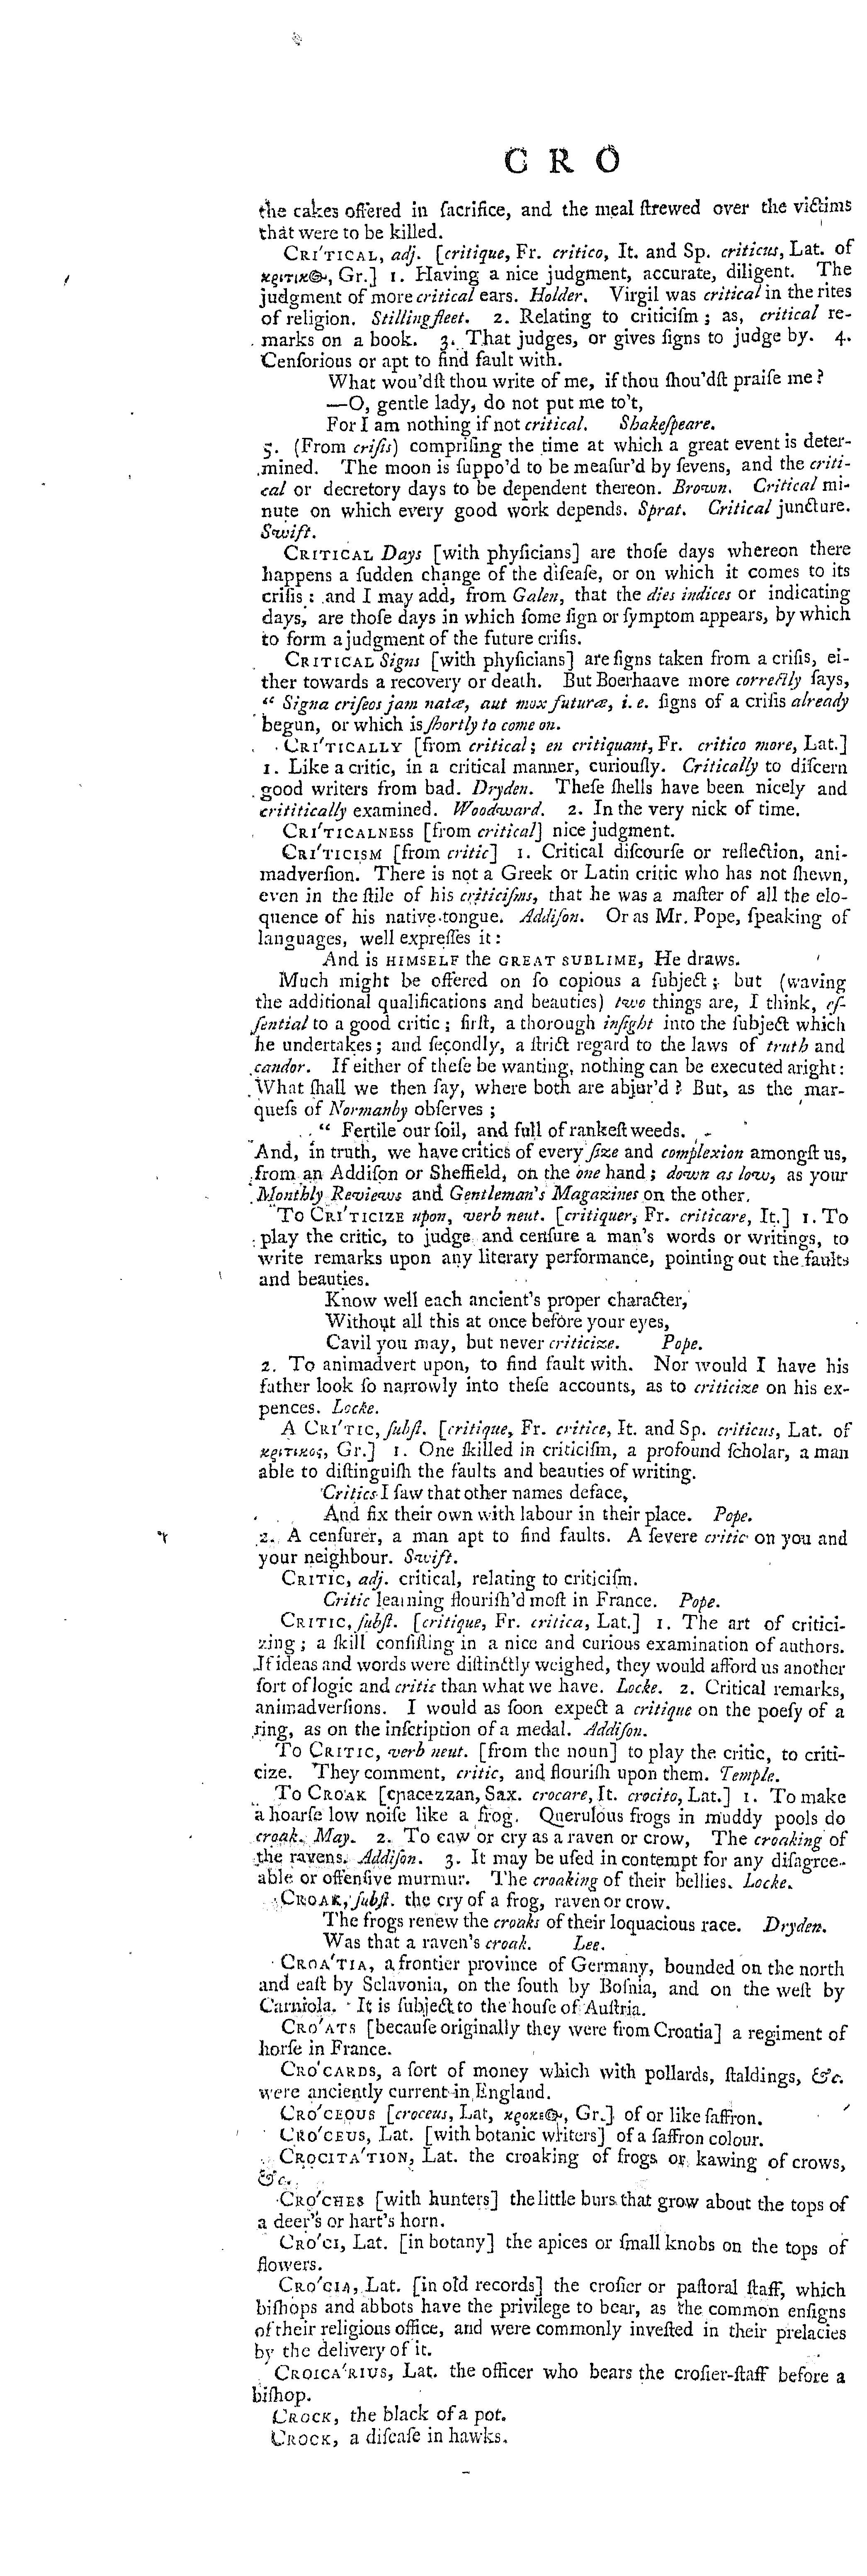 C R O
the cakes offered in ſacrifice, and the meal ſtrewed over the victims
that were to be killed.
CRI′TICAL, adj. [critique, Fr. critico, It. and Sp. criticus, Lat. of
κριτικ⊕, Gr.] 1. Having a nice judgment, accurate, diligent. The
judgment of more critical ears. Holder. Virgil was critical in the rites
of religion. Stillingfleet. 2. Relating to criticiſm; as, critical re-
marks on a book. 3. That judges, or gives ſigns to judge by. 4.
Cenſorious or apt to find fault with.
What wou'dſt thou write of me, if thou ſhou'dſt praiſe me?
—O, gentle lady, do not put me to't,
For I am nothing if not critical. Shakeſpeare.
5. (From criſis) compriſing the time at which a great event is deter-
mined. The moon is ſuppo'd to be meaſur'd by ſevens, and the criti-
cal or decretory days to be dependent thereon. Brown. Critical mi-
nute on which every good work depends. Sprat. Critical juncture.
Swift.
CRITICAL Days [with phyſicians] are thoſe days whereon there
happens a ſudden change of the diſeaſe, or on which it comes to its
criſis: and I may add, from Galen, that the dies indices or indicating
days, are thoſe days in which ſome ſign or ſymptom appears, by which
to form a judgment of the future criſis.
CRITICAL Signs [with phyſicians] are ſigns taken from a criſis, ei-
ther towards a recovery or death. But Boerhaave more correctly ſays,
“ Signa criſeos jam natæ, aut mox futuræ, i. e. ſigns of a criſis already
begun, or which is ſhortly to come on.
CRI′TICALLY [from critical; en critiquant, Fr. critico more, Lat.]
1. Like a critic, in a critical manner, curiouſly. Critically to diſcern
good writers from bad. Dryden. Theſe ſhells have been nicely and
crititically examined. Woodward. 2. In the very nick of time.
CRI′TICALNESS [from critical] nice judgment.
CRI′TICISM [from critic] 1. Critical diſcourſe or reflection, ani-
madverſion. There is not a Greek or Latin critic who has not ſhewn,
even in the ſtile of his criticiſms, that he was a maſter of all the elo-
quence of his native tongue. Addiſon. Or as Mr. Pope, ſpeaking of
languages, well expreſſes it:
And is HIMSELF the GREAT SUBLIME, He draws.
Much might be offered on ſo copious a ſubject; but (waving
the additional qualifications and beauties) two things are, I think, eſ-
ſential to a good critic; firſt, a thorough inſight into the ſubject which
he undertakes; and ſecondly, a ſtrict regard to the laws of truth and
candor. If either of theſe be wanting, nothing can be executed aright:
What ſhall we then ſay, where both are abjur'd? But, as the mar-
queſs of Normanby obſerves;
“ Fertile our ſoil, and full of rankeſt weeds.
And, in truth, we have critics of every ſize and complexion amongſt us,
from an Addiſon or Sheffield, on the one hand; down as low, as your
Monthly Reviews and Gentleman's Magazines on the other.
To CRI′TICIZE upon, verb neut. [critiquer, Fr. criticare, It.] 1. To
play the critic, to judge and cenſure a man's words or writings, to
write remarks upon any literary performance, pointing out the faults
and beauties.
Know well each ancient's proper character,
Without all this at once before your eyes,
Cavil you may, but never criticize. Pope.
2. To animadvert upon, to find fault with. Nor would I have his
father look ſo narrowly into theſe accounts, as to criticize on his ex-
pences. Locke.
A CRI′TIC, ſubſt. [critique, Fr. critice, It. and Sp. criticus, Lat. of
κριτικος, Gr.] 1. One ſkilled in criticiſm, a profound ſcholar, a man
able to diſtinguiſh the faults and beauties of writing.
Critics I ſaw that other names deface,
And fix their own with labour in their place. Pope.
2. A cenſurer, a man apt to find faults. A ſevere critic on you and
your neighbour. Swift.
CRITIC, adj. critical, relating to criticiſm.
Critic learning flouriſh'd moſt in France. Pope.
CRITIC, ſubſt. [critique, Fr. critica, Lat.] 1. The art of critici-
zing; a ſkill conſiſting in a nice and curious examination of authors.
If ideas and words were diſtinctly weighed, they would afford us another
ſort of logic and critic than what we have. Locke. 2. Critical remarks,
animadverſions. I would as ſoon expect a critique on the poeſy of a
ring, as on the inſcription of a medal. Addiſon.
To CRITIC, verb neut. [from the noun] to play the critic, to criti-
cize. They comment, critic, and flouriſh upon them. Temple.
To CROAK [cꞃacezzan, Sax. crocare, It. crocito, Lat.] 1. To make
a hoarſe low noiſe like a frog. Querulous frogs in muddy pools do
croak. May. 2. To caw or cry as a raven or crow, The croaking of
the ravens. Addiſon. 3. It may be uſed in contempt for any diſagree-
able or offenſive murmur. The croaking of their bellies. Locke.
CROAK, ſubſt. the cry of a frog, raven or crow.
The frogs renew the croaks of their loquacious race. Dryden.
Was that a raven's croak. Lee.
CROA′TIA, a frontier province of Germany, bounded on the north
and eaſt by Sclavonia, on the ſouth by Boſnia, and on the weſt by
Carniola. It is ſubject to the houſe of Auſtria.
CRO′ATS [becauſe originally they were from Croatia] a regiment of
horſe in France.
CRO′CARDS, a ſort of money which with pollards, ſtaldings, &c.
were anciently current in England.
CRO′CEOUS [croceus, Lat, κροκε⊕, Gr.] of or like ſaffron.
CRO′CEUS, Lat. [with botanic writers] of a ſaffron colour.
CROCITA′TION, Lat. the croaking of frogs or kawing of crows,
&c.
CRO′CHES [with hunters] the little burs that grow about the tops of
a deer's or hart's horn.
CRO′CI, Lat. [in botany] the apices or ſmall knobs on the tops of
flowers.
CRO′CIA, Lat. [in old records] the croſier or paſtoral ſtaff, which
biſhops and abbots have the privilege to bear, as the common enſigns
of their religious office, and were commonly inveſted in their prelacies
by the delivery of it.
CROICA′RIUS, Lat. the officer who bears the croſier-ſtaff before a
biſhop.
CROCK, the black of a pot.
CROCK, a diſeaſe in hawks.